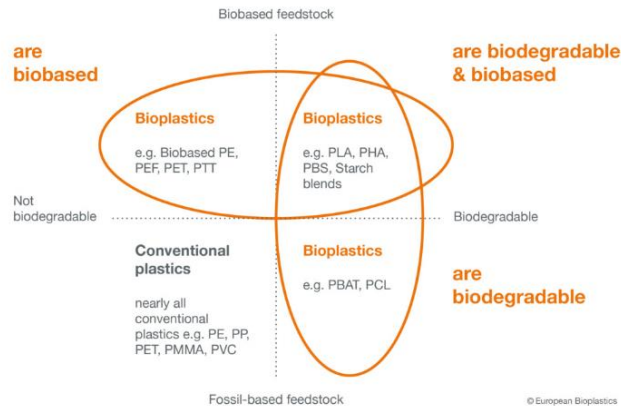 Biobased feedstock
are
biobased
are biodegradable
& biobased
Bioplastics
e.g. Biobased PE,
PEF, PET, PTT
Bioplastics
e.g. PLA, PHA,
PBS, Starch
blends
Not
biodegradable
Biodegradable
Conventional
plastics
nearly all
conventional
plastics e.g. PE, PP,
PET, PMMA, PVC
Bioplastics
e.g. PBAT, PCL
are
biodegradable
Fossil-based feedstock
© European Bioplastics